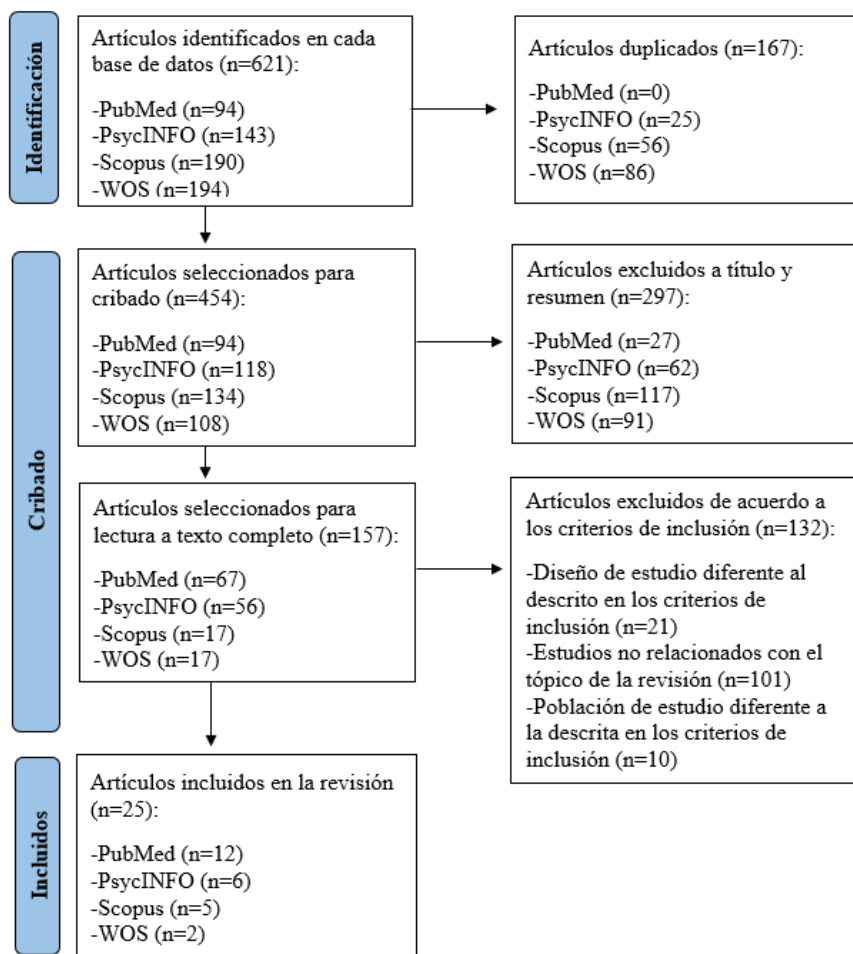 Identificación
Artículos identificados en cada
base de datos (n=621):
-PubMed (n=94)
-PsycINFO (n=143)
-Scopus (n=190)
-WOS (n=194)
Artículos duplicados (n=167):
-PubMed (n=0)
-PsycINFO (n=25)
-Scopus (n=56)
-WOS (n=86)
Cribado
Artículos seleccionados para
cribado (n=454):
-PubMed (n=94)
-PsycINFO (n=118)
-Scopus (n=134)
-WOS (n=108)
Artículos excluidos a título y
resumen (n=297):
-PubMed (n=27)
-PsycINFO (n=62)
-Scopus (n=117)
-WOS (n=91)
Artículos seleccionados para
lectura a texto completo (n=157):
-PubMed (n=67)
-PsycINFO (n=56)
-Scopus (n=17)
-WOS (n=17)
Artículos excluidos de acuerdo a
los criterios de inclusión (n=132):
-Diseño de estudio diferente al
descrito en los criterios de
inclusión (n=21)
-Estudios no relacionados con el
tópico de la revisión (n=101)
-Población de estudio diferente a
la descrita en los criterios de
inclusión (n=10)
Incluidos
Artículos incluidos en la revisión
(n=25):
-PubMed (n=12)
-PsycINFO (n=6)
-Scopus (n=5)
-WOS (n=2)